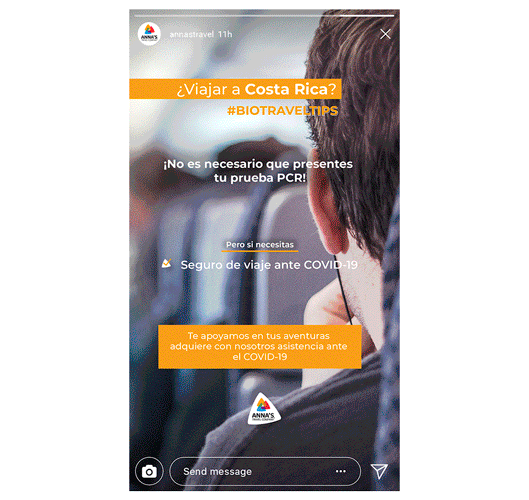 ANNA'S
annastravel 11h
¿Viajar a Costa Rica?
#BIOTRAVELTIPS
¡No es necesario que presentes
tu prueba PCR!
Pero si necesitas
Seguro de viaje ante COVID-19
Te apoyamos en tus aventuras
adquiere con nosotros asistencia ante
el COVID-19
ANNA'S
Send message